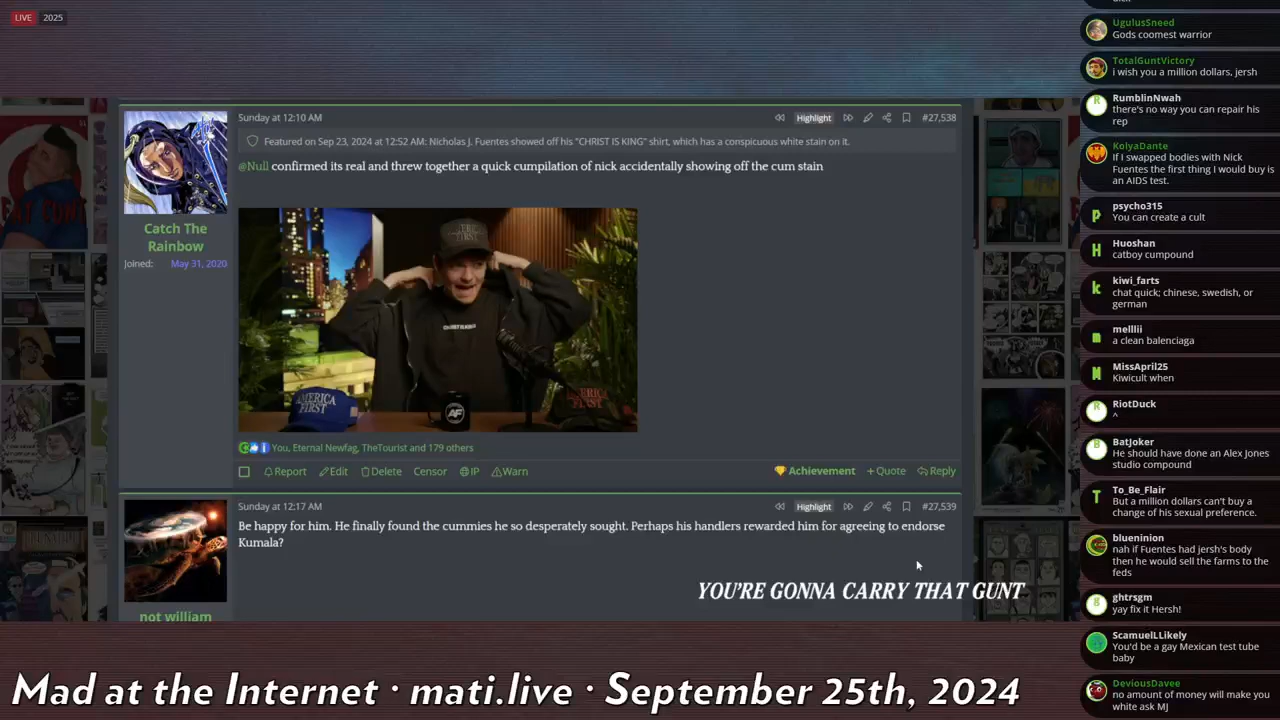 LIVE 2025
Sunday at 12:10 AM
Highlight
#27,538
Featured on Sep 23, 2024 at 12:52 AM: Nicholas J. Fuentes showed off his "CHRIST IS KING" shirt, which has a conspicuous white stain on it.
@Null confirmed its real and threw together a quick cumpilation of nick accidentally showing off the cum stain
Catch The
Rainbow
Joined: May 31, 2020
AMERICA
FIRST
AF
You, Eternal Newfag, TheTourist and 179 others
Report Edit Delete Censor IP Warn
Achievement + Quote Reply
Sunday at 12:17 AM
Highlight
#27,539
Be happy for him. He finally found the cummies he so desperately sought. Perhaps his handlers rewarded him for agreeing to endorse
Kumala?
not william
YOU'RE GONNA CARRY THAT GUNT
Mad at the Internet · mati.live · September 25th, 2024
UgulusSneed
Gods coomest warrior
TotalGuntVictory
i wish you a million dollars, jersh
RumblinNwah
there's no way you can repair his
rep
KolyaDante
If I swapped bodies with Nick
Fuentes the first thing I would buy is
an AIDS test.
psycho315
You can create a cult
Huoshan
catboy cumpound
kiwi_farts
chat quick; chinese, swedish, or
german
melllii
a clean balenciaga
MissApril25
Kiwicult when
RiotDuck
^
BatJoker
He should have done an Alex Jones
studio compound
To_Be_Flair
But a million dollars can't buy a
change of his sexual preference.
blueninion
nah if Fuentes had jersh's body
then he would sell the farms to the
feds
ghtrsgm
yay fix it Hersh!
ScamuelLLikely
You'd be a gay Mexican test tube
baby
DeviousDavee
no amount of money will make you
white ask MJ